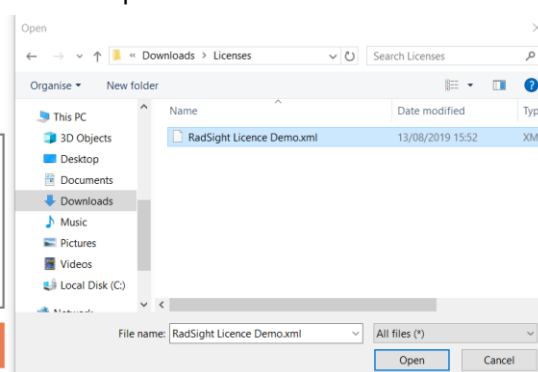 Open
« Downloads > Licenses
Search Licenses
Organise
New folder
This PC
3D Objects
Desktop
Documents
Downloads
Music
Pictures
Videos
Local Disk (C:)
Name
Date modified
Typ
RadSight Licence Demo.xml
13/08/2019 15:52
XM
File name:
RadSight Licence Demo.xml
All files (*)
Open
Cancel